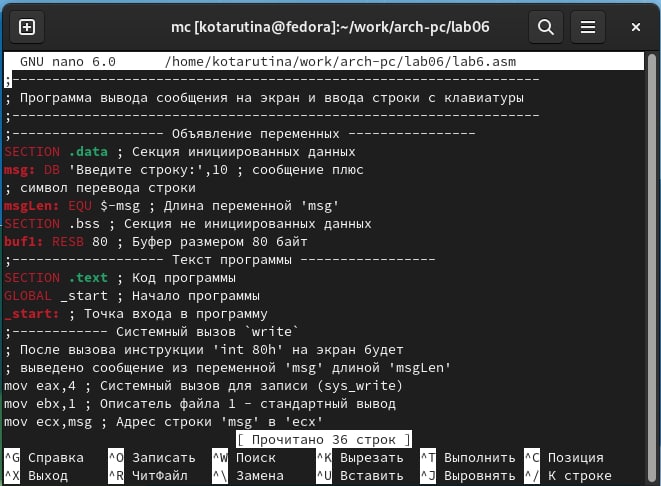 mc [kotarutina@fedora]:~/work/arch-pc/lab06
GNU nano 6.0 /home/kotarutina/work/arch-pc/lab06/lab6.asm
;------------------------------------------------------------------
; Программа вывода сообщения на экран и ввода строки с клавиатуры
;------------------------------------------------------------------
;------------------- Объявление переменных ----------------
SECTION .data ; Секция инициированных данных
msg: DB 'Введите строку:',10 ; сообщение плюс
; символ перевода строки
msgLen: EQU $-msg ; Длина переменной 'msg'
SECTION .bss ; Секция не инициированных данных
buf1: RESB 80 ; Буфер размером 80 байт
;------------------- Текст программы -----------------
SECTION .text ; Код программы
GLOBAL _start ; Начало программы
_start: ; Точка входа в программу
;------------ Системный вызов `write`
; После вызова инструкции 'int 80h' на экран будет
; выведено сообщение из переменной 'msg' длиной 'msgLen'
mov eax,4 ; Системный вызов для записи (sys_write)
mov ebx,1 ; Описатель файла 1 - стандартный вывод
mov ecx,msg ; Адрес строки 'msg' в 'ecx'
[ Прочитано 36 строк ]
^G Справка ^O Записать ^W Поиск ^K Вырезать ^T Выполнить ^C Позиция
^X Выход ^R ЧитФайл ^\ Замена ^U Вставить ^J Выровнять ^/ К строке